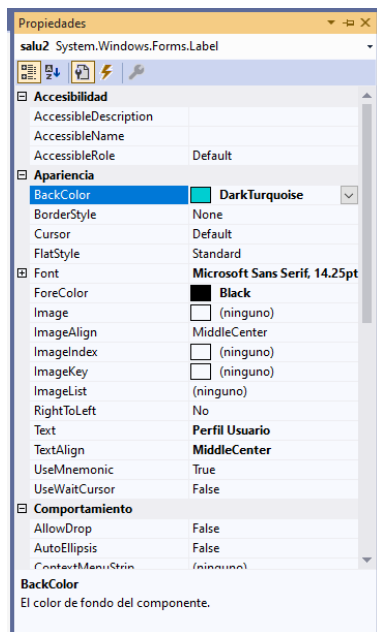 Propiedades
salu2 System.Windows.Forms.Label
Accesibilidad
AccessibleDescription
AccessibleName
AccessibleRole Default
Apariencia
BackColor DarkTurquoise
BorderStyle None
Cursor Default
FlatStyle Standard
Font Microsoft Sans Serif, 14.25pt
ForeColor Black
Image (ninguno)
ImageAlign MiddleCenter
ImageIndex (ninguno)
ImageKey (ninguno)
ImageList (ninguno)
RightToLeft No
Text Perfil Usuario
TextAlign MiddleCenter
UseMnemonic True
UseWaitCursor False
Comportamiento
AllowDrop False
AutoEllipsis False
ContextMenuStrip (ninguno)
BackColor
El color de fondo del componente.